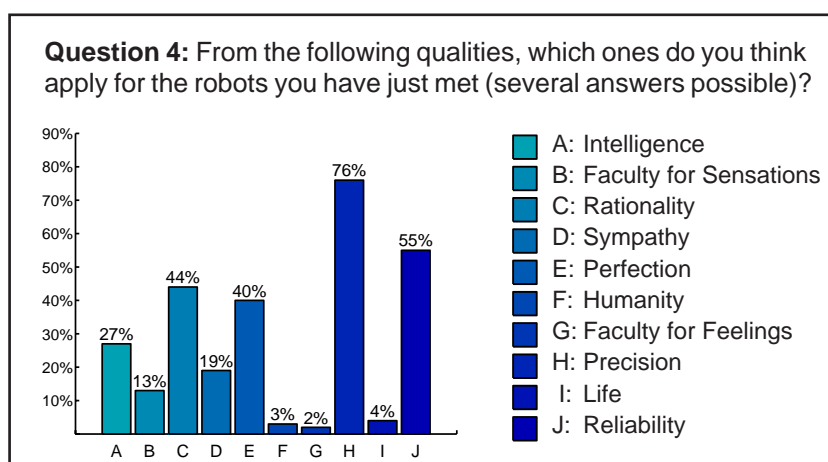 Question 4: From the following qualities, which ones do you think
apply for the robots you have just met (several answers possible)?
90%
80%
70%
60%
50%
40%
30%
20%
10%
27%
13%
44%
19%
40%
3%
2%
76%
4%
55%
A B C D E F G H I J
A: Intelligence
B: Faculty for Sensations
C: Rationality
D: Sympathy
E: Perfection
F: Humanity
G: Faculty for Feelings
H: Precision
I: Life
J: Reliability